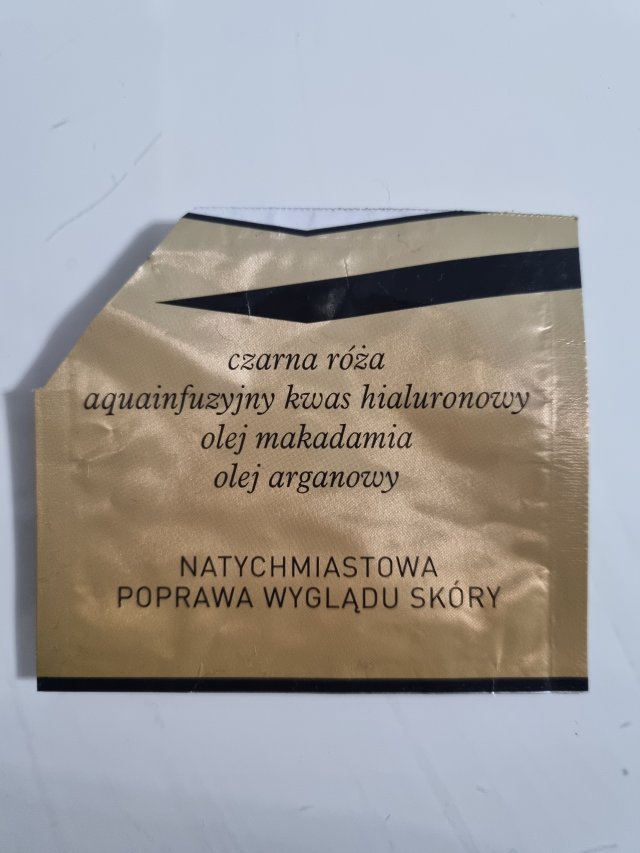 czarna róża
aquainfuzyjny kwas hialuronowy
olej makadamia
olej arganowy
NATYCHMIASTOWA
POPRAWA WYGLĄDU SKÓRY